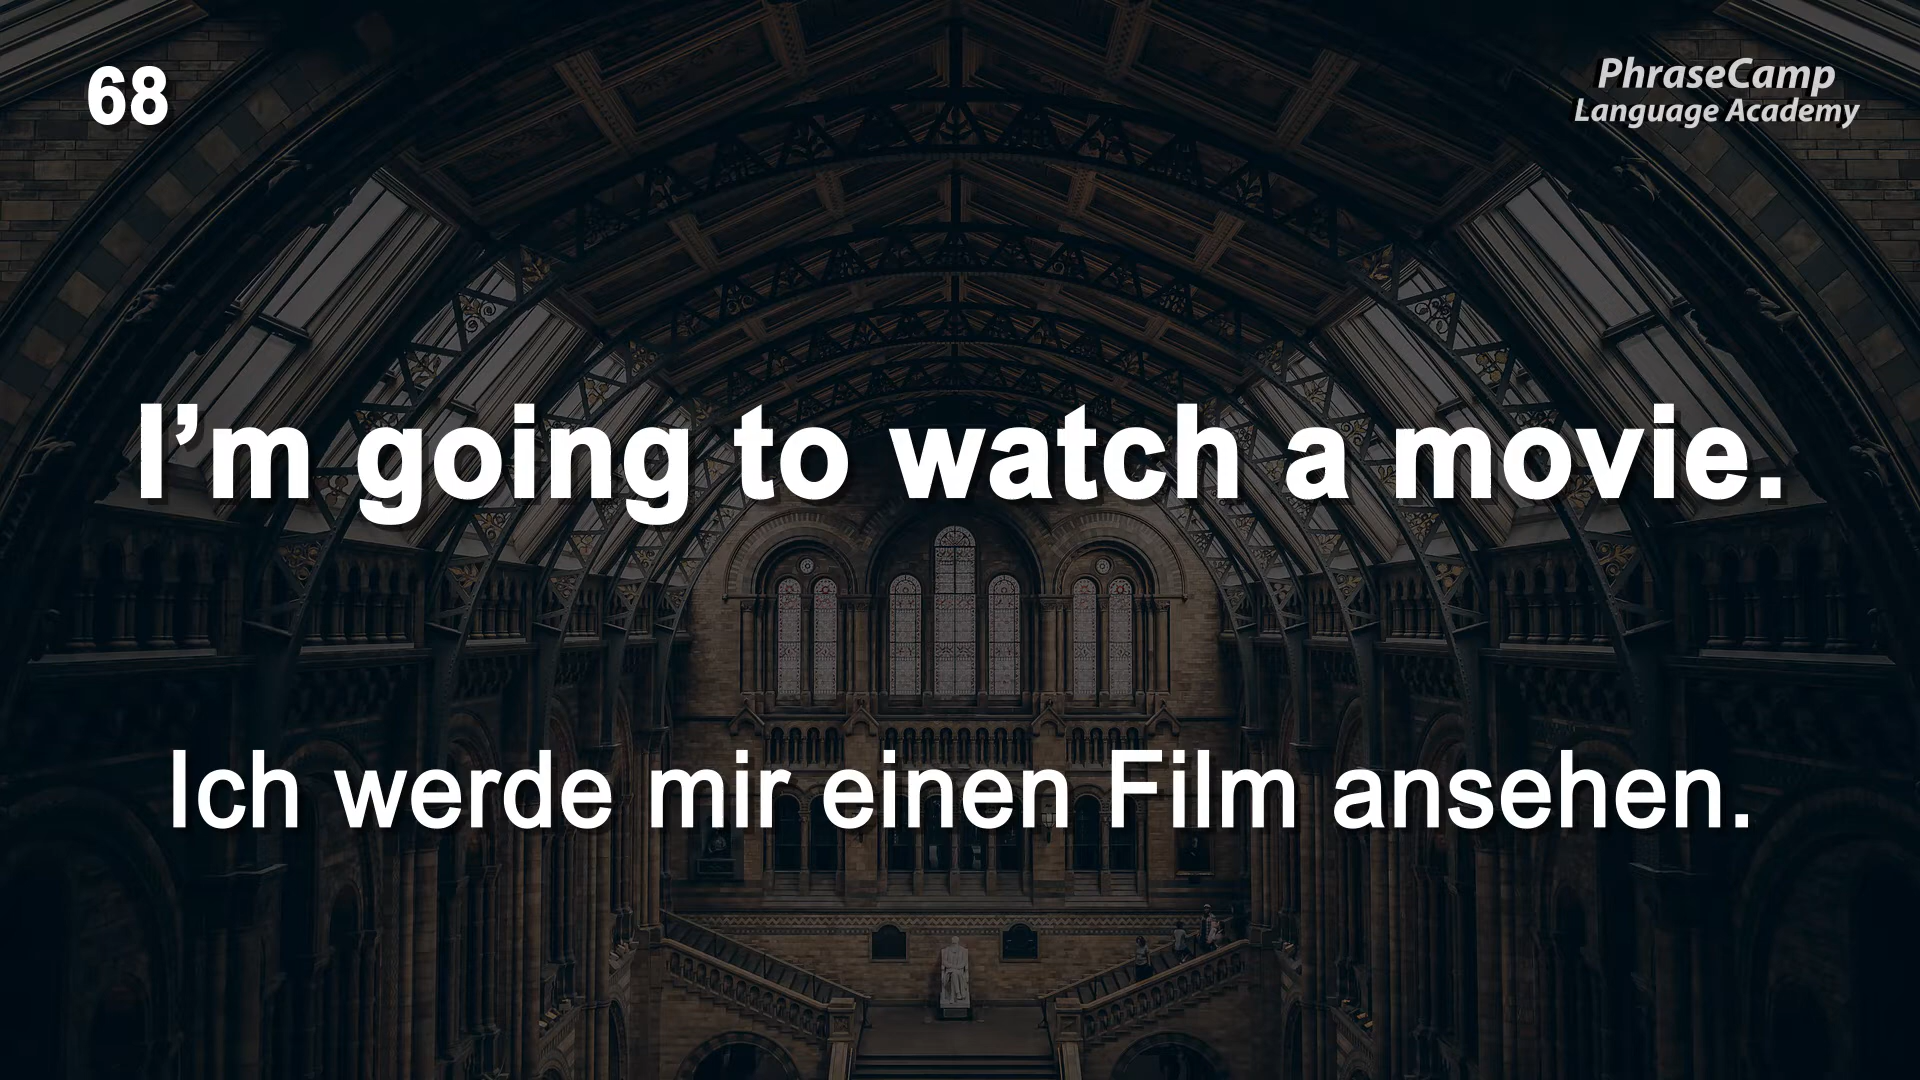 68
PhraseCamp
Language Academy
I’m going to watch a movie.
Ich werde mir einen Film ansehen.